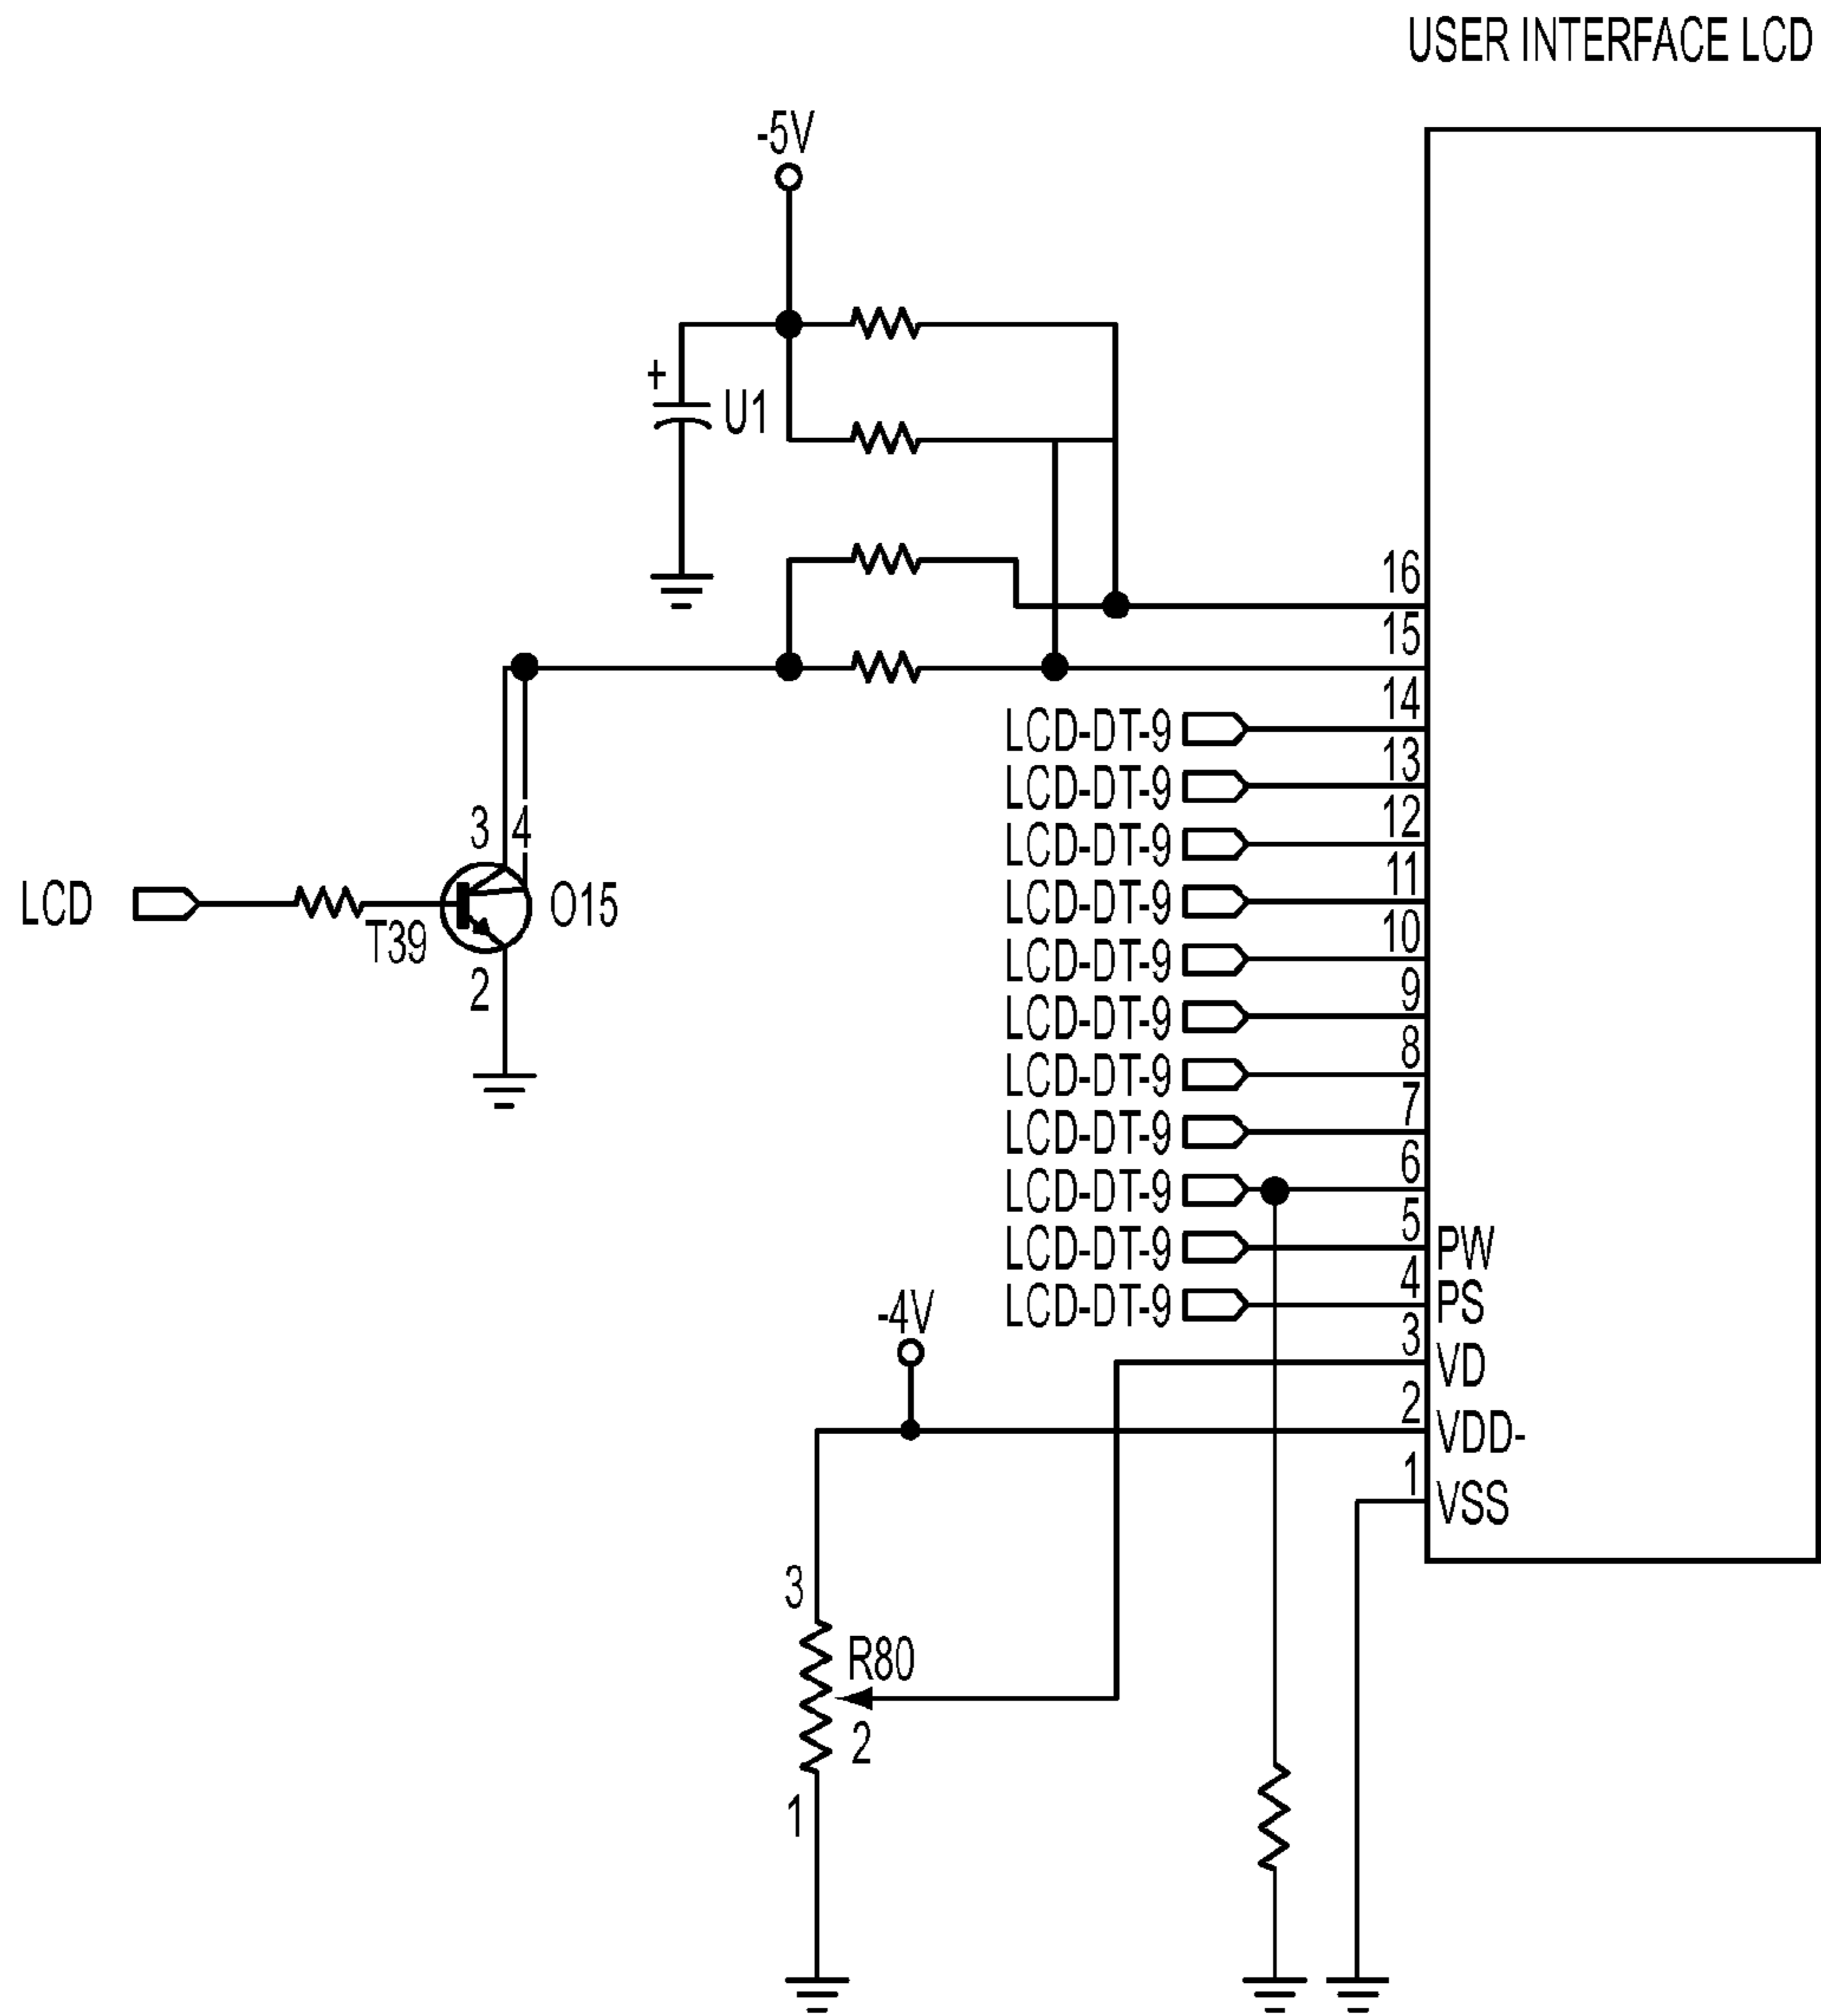 USER INTERFACE LCD
-5V
+
U1
16
15
14
LCD-DT-9
13
LCD-DT-9
12
LCD-DT-9
3 4
11
LCD
T39
O15
LCD-DT-9
10
LCD-DT-9
2
9
LCD-DT-9
8
LCD-DT-9
7
LCD-DT-9
6
LCD-DT-9
5
LCD-DT-9
PW
4
LCD-DT-9
PS
-4V
3
VD
2
VDD-
1
VSS
3
R80
2
1